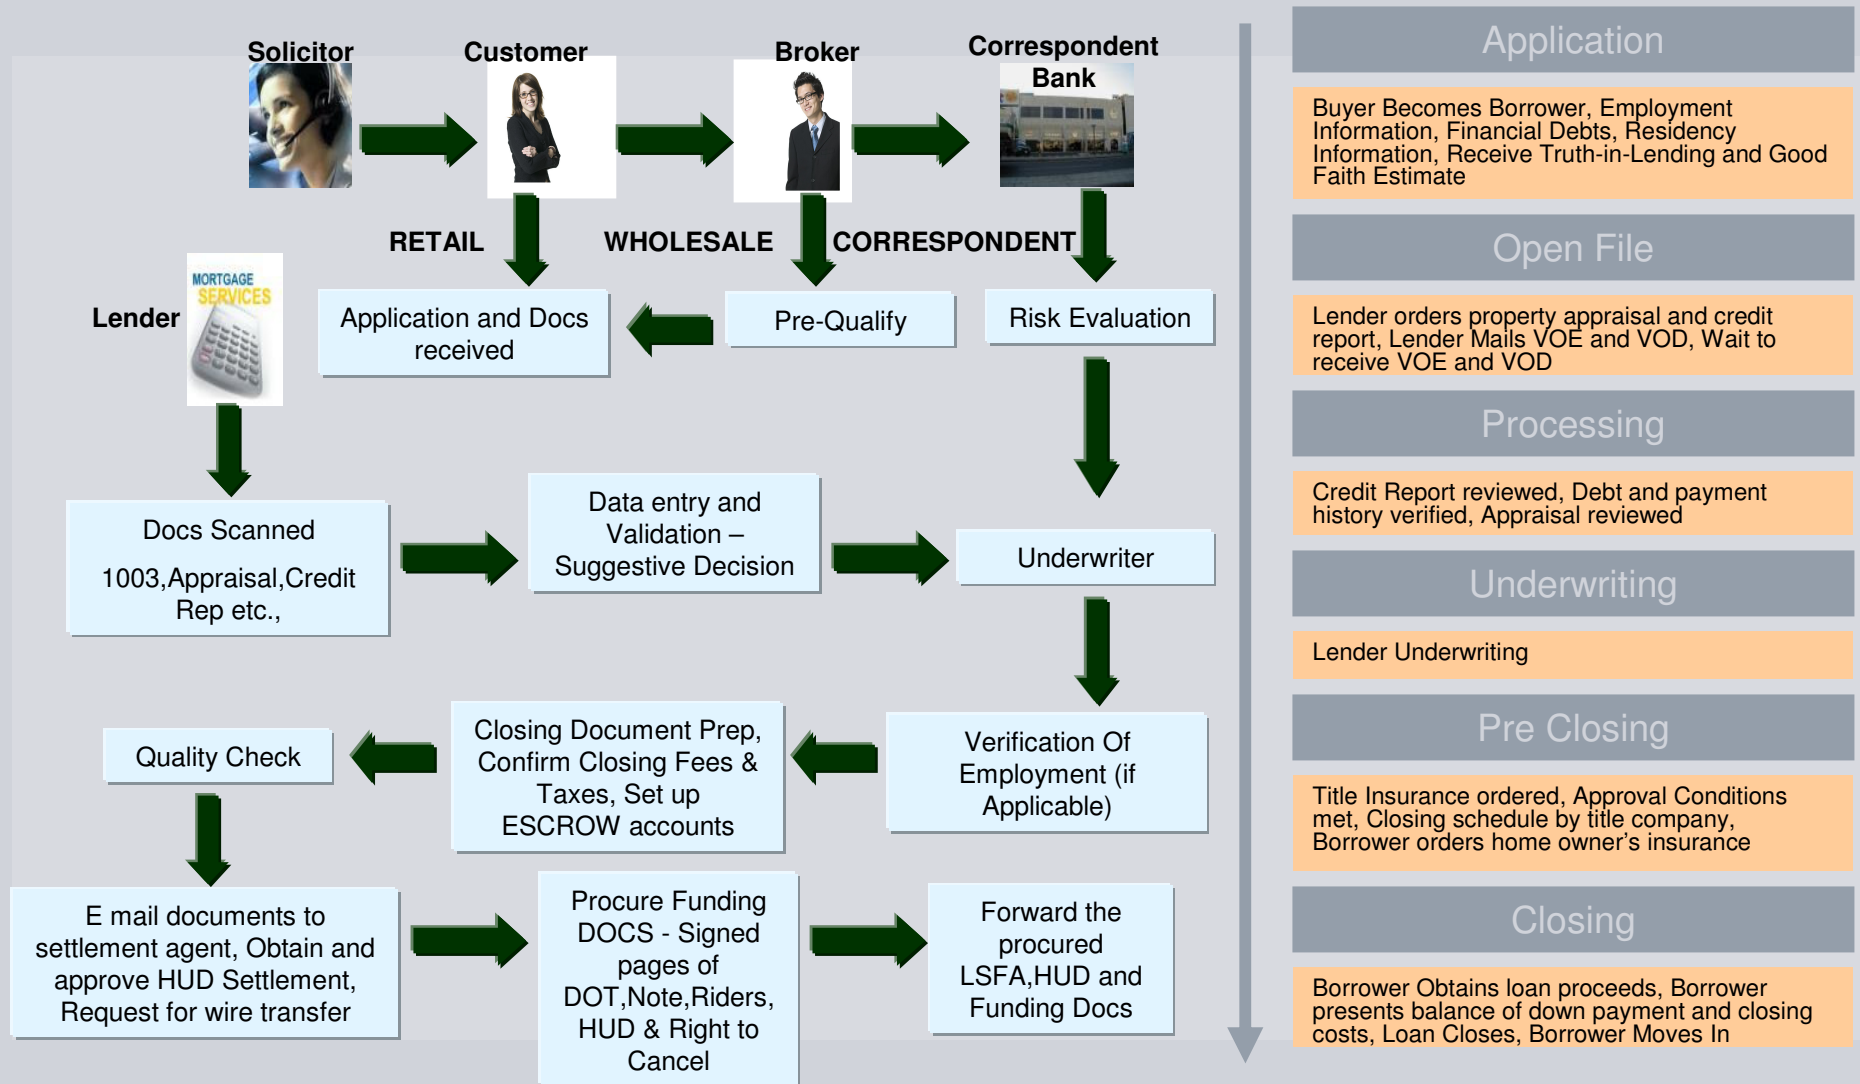 Solicitor
Customer
Broker
Correspondent
Bank
RETAIL
WHOLESALE
CORRESPONDENT
Lender
MORTGAGE
SERVICES
Application and Docs
received
Pre-Qualify
Risk Evaluation
Docs Scanned
1003,Appraisal,Credit
Rep etc.,
Data entry and
Validation –
Suggestive Decision
Underwriter
Quality Check
Closing Document Prep,
Confirm Closing Fees &
Taxes, Set up
ESCROW accounts
Verification Of
Employment (if
Applicable)
E mail documents to
settlement agent, Obtain and
approve HUD Settlement,
Request for wire transfer
Procure Funding
DOCS - Signed
pages of
DOT,Note,Riders,
HUD & Right to
Cancel
Forward the
procured
LSFA,HUD and
Funding Docs
Application
Buyer Becomes Borrower, Employment
Information, Financial Debts, Residency
Information, Receive Truth-in-Lending and Good
Faith Estimate
Open File
Lender orders property appraisal and credit
report, Lender Mails VOE and VOD, Wait to
receive VOE and VOD
Processing
Credit Report reviewed, Debt and payment
history verified, Appraisal reviewed
Underwriting
Lender Underwriting
Pre Closing
Title Insurance ordered, Approval Conditions
met, Closing schedule by title company,
Borrower orders home owner’s insurance
Closing
Borrower Obtains loan proceeds, Borrower
presents balance of down payment and closing
costs, Loan Closes, Borrower Moves In